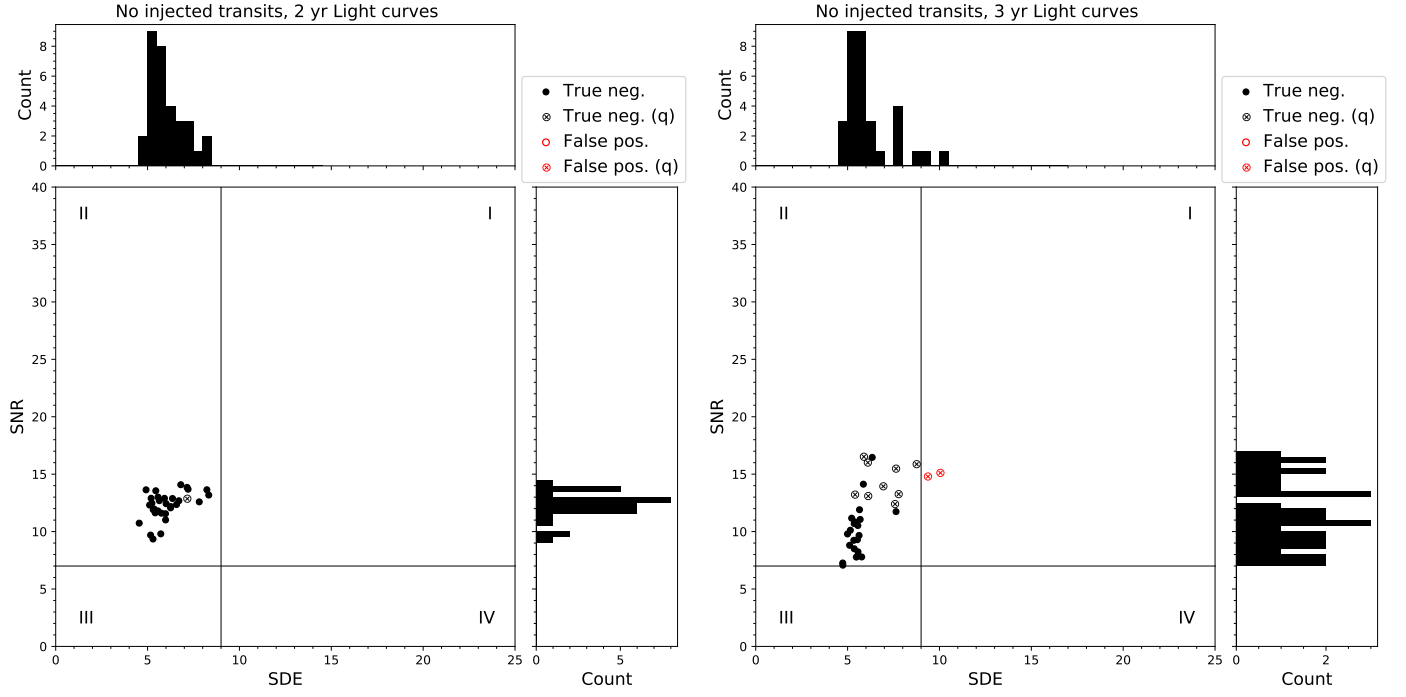 No injected transits, 2 yr Light curves
Count
0
2
4
6
8
True neg.
True neg. (q)
False pos.
False pos. (q)
II
I
III
IV
SNR
0
5
10
15
20
25
30
35
40
0 5 10 15 20 25
SDE
0 5
Count
No injected transits, 3 yr Light curves
Count
0
2
4
6
8
True neg.
True neg. (q)
False pos.
False pos. (q)
II
I
III
IV
SNR
0
5
10
15
20
25
30
35
40
0 5 10 15 20 25
SDE
0 2
Count